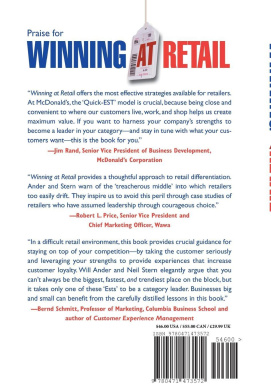 Praise for
WINNING AT RETAIL
"Winning at Retail offers the most effective strategies available for retailers.
At McDonald's, the 'Quick-EST' model is crucial, because being close and
convenient to where our customers live, work, and shop helps us create
maximum value. If you want to harness your company's strengths to
become a leader in your category—and stay in tune with what your cus-
tomers want—this is the book for you."
—Jim Rand, Senior Vice President of Business Development,
McDonald's Corporation
"Winning at Retail provides a thoughtful approach to retail differentiation.
Ander and Stern warn of the 'treacherous middle' into which retailers
too easily drift. They inspire us to avoid this peril through case studies of
retailers who have assumed leadership through courageous choice."
—Robert L. Price, Senior Vice President and
Chief Marketing Officer, Wawa
"In a difficult retail environment, this book provides crucial guidance for
staying on top of your competition—by taking the customer seriously
and leveraging your strengths to provide experiences that increase
customer loyalty. Will Ander and Neil Stern elegantly argue that you
can't always be the biggest, fastest, and trendiest place on the block, but
it takes only one of these 'Ests' to be a category leader. Businesses big
and small can benefit from the carefully distilled lessons in this book."
—Bernd Schmitt, Professor of Marketing, Columbia Business School and
author of Customer Experience Management
$46.00 USA / $55.00 CAN / £29.99 UK
ISBN 9780471473572
54600 >
9 780471 473572